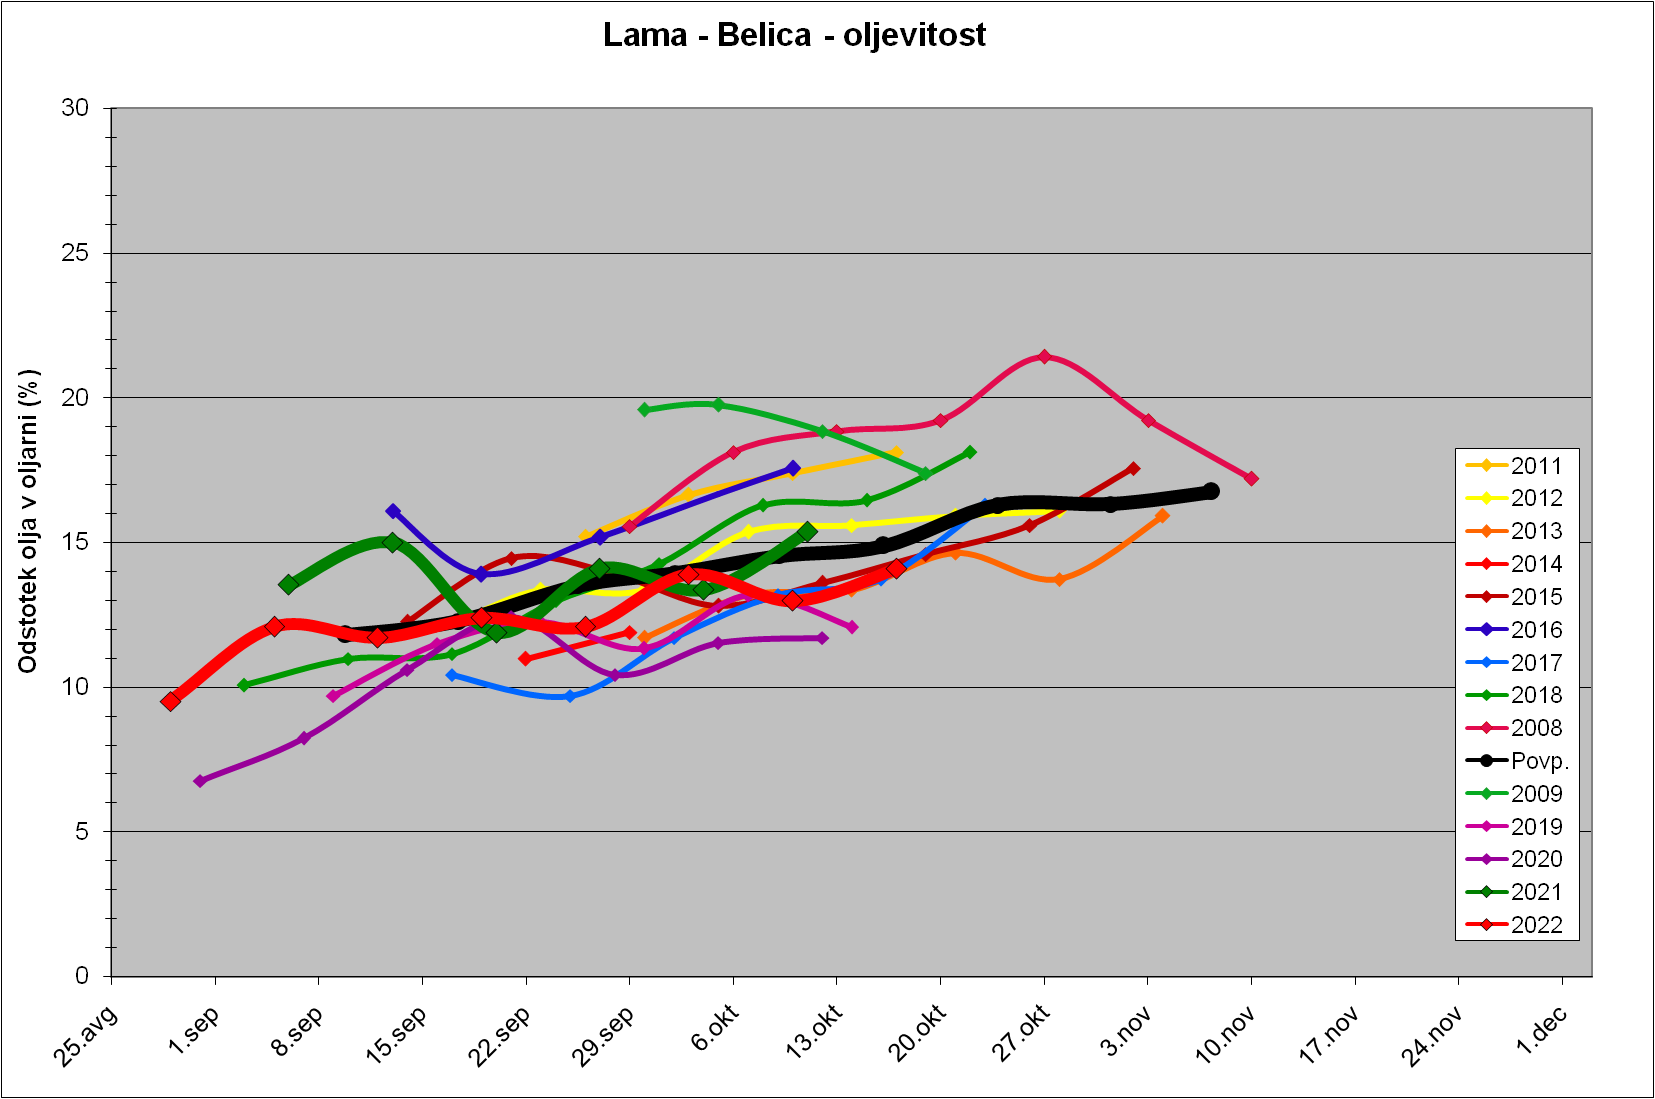 Lama - Belica - oljevitost
Odstotek olja v oljarni (%)
30
25
20
15
10
5
0
25.avg
1.sep
8.sep
15.sep
22.sep
29.sep
6.okt
13.okt
20.okt
27.okt
3.nov
10.nov
17.nov
24.nov
1.dec
2011
2012
2013
2014
2015
2016
2017
2018
2008
Povp.
2009
2019
2020
2021
2022